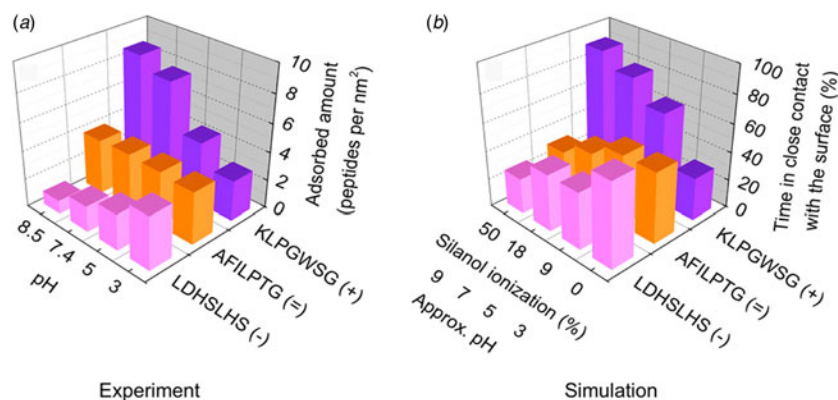 (a)
10
8
6
4
2
0
Adsorbed amount
(peptides per nm²)
8.5
7.4
5
3
pH
KLPGWSG (+)
AFILPTG (=)
LDHSLHS (-)
Experiment
(b)
100
80
60
40
20
0
Time in close contact
with the surface (%)
50
18
9
0
Silanol ionization (%)
9
7
5
3
Approx. pH
KLPGWSG (+)
AFILPTG (=)
LDHSLHS (-)
Simulation